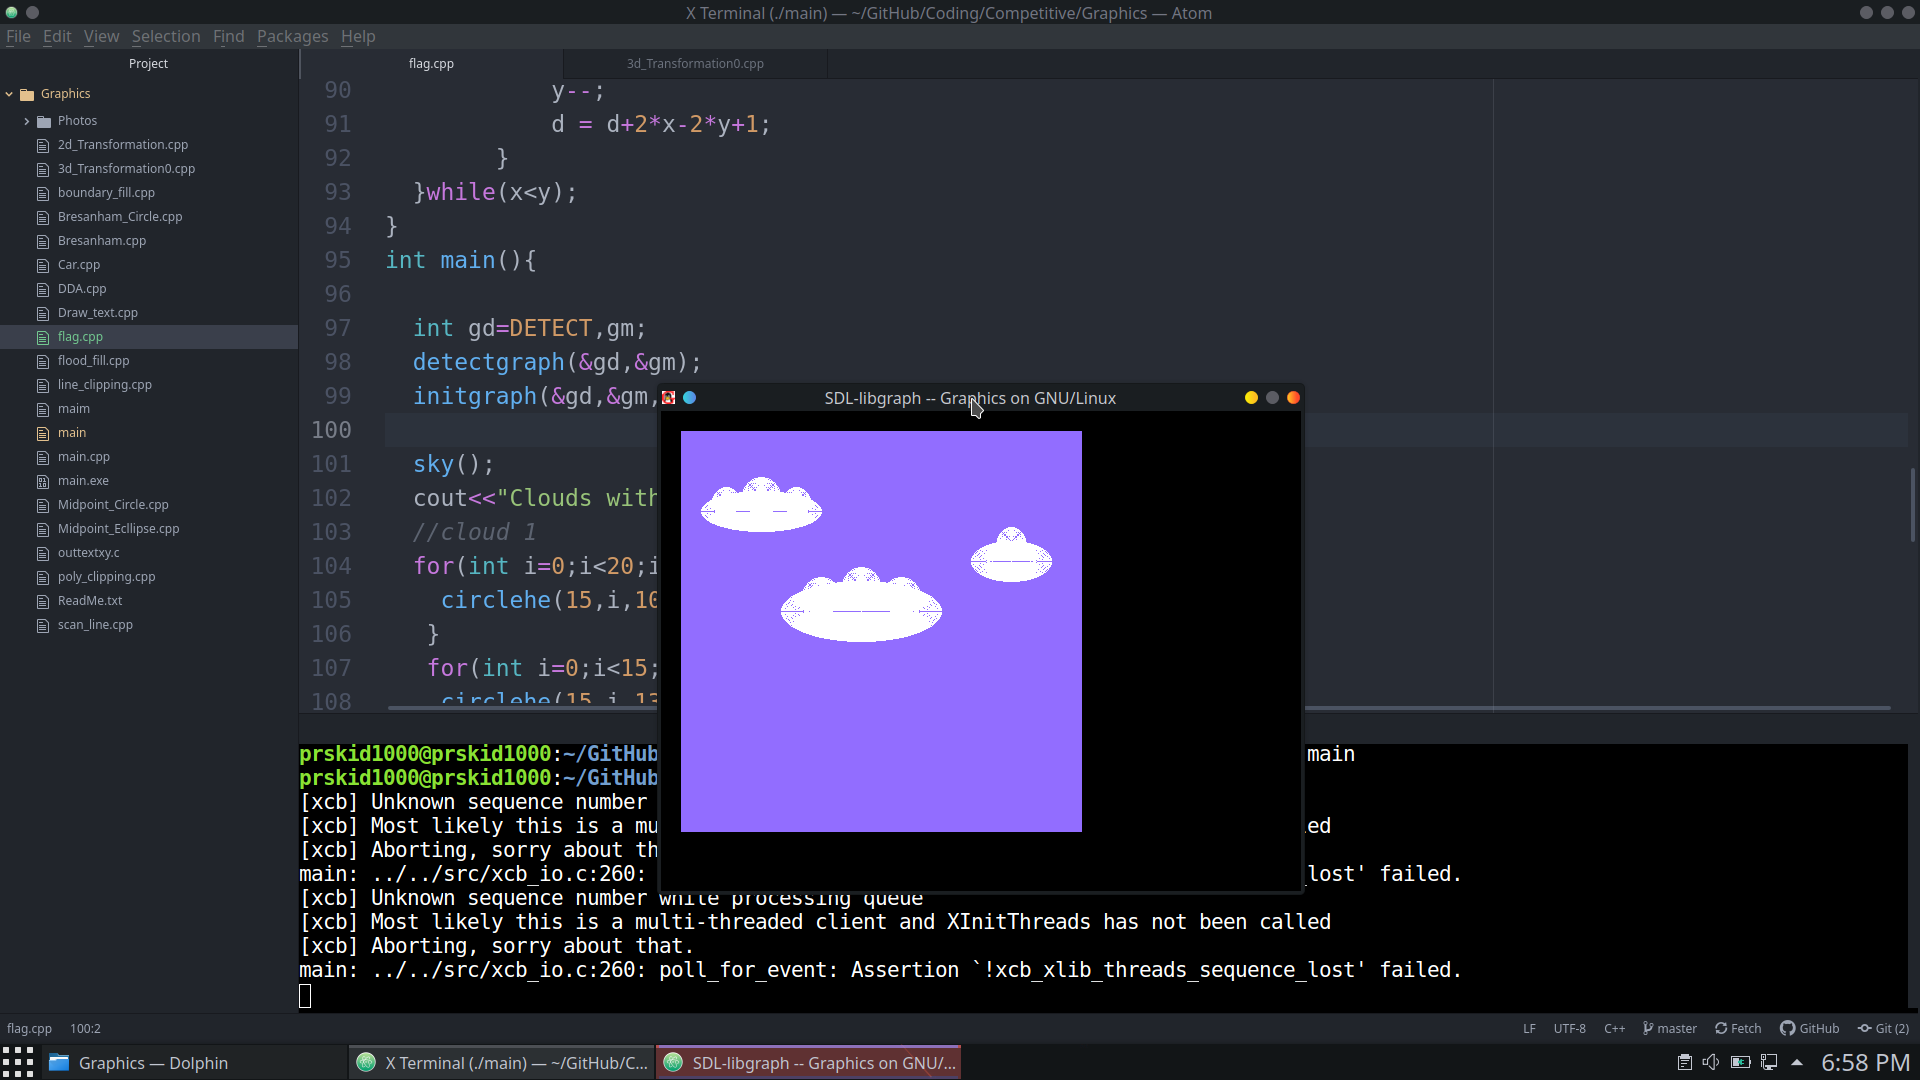 X Terminal (./main) — ~/GitHub/Coding/Competitive/Graphics — Atom
File Edit View Selection Find Packages Help
Project
Graphics
Photos
2d_Transformation.cpp
3d_Transformation0.cpp
boundary_fill.cpp
Bresanham_Circle.cpp
Bresanham.cpp
Car.cpp
DDA.cpp
Draw_text.cpp
flag.cpp
flood_fill.cpp
line_clipping.cpp
maim
main
main.cpp
main.exe
Midpoint_Circle.cpp
Midpoint_Ecllipse.cpp
outtextxy.c
poly_clipping.cpp
ReadMe.txt
scan_line.cpp
flag.cpp 3d_Transformation0.cpp
90 y--;
91 d = d+2*x-2*y+1;
92 }
93 }while(x<y);
94 }
95 int main(){
96
97 int gd=DETECT,gm;
98 detectgraph(&gd,&gm);
99 initgraph(&gd,&gm,
100
101 sky();
102 cout<<"Clouds with
103 //cloud 1
104 for(int i=0;i<20;i
105 circlehe(15,i,10
106 }
107 for(int i=0;i<15;
108 circlehe(15,i,13
SDL-libgraph -- Graphics on GNU/Linux
prskid1000@prskid1000:~/GitHub main
prskid1000@prskid1000:~/GitHub
[xcb] Unknown sequence number
[xcb] Most likely this is a mu ed
[xcb] Aborting, sorry about th
main: ../../src/xcb_io.c:260: lost' failed.
[xcb] Unknown sequence number while processing queue
[xcb] Most likely this is a multi-threaded client and XInitThreads has not been called
[xcb] Aborting, sorry about that.
main: ../../src/xcb_io.c:260: poll_for_event: Assertion `!xcb_xlib_threads_sequence_lost' failed.
flag.cpp 100:2 LF UTF-8 C++ master Fetch GitHub Git (2)
Graphics — Dolphin X Terminal (./main) — ~/GitHub/C... SDL-libgraph -- Graphics on GNU/... 6:58 PM